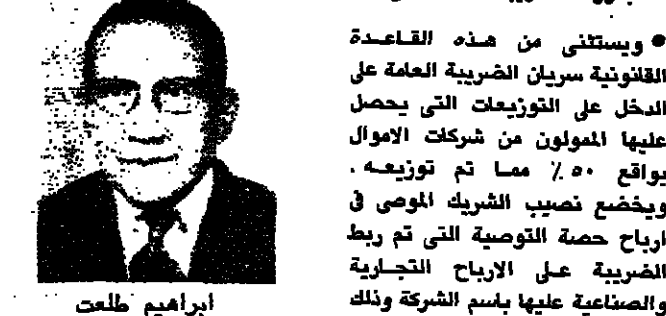 ● ويستثنى من هذه القاعدة
القانونية سريان الضريبة العامة على
الدخل على التوزيعات التى يحصل
عليها الممولون من شركات الاموال
بواقع ٥٠٪ مما تم توزيعه .
ويخضع نصيب الشريك الموصى فى
ارباح حصة التوصية التى تم ربط
الضريبة على الارباح التجارية
والصناعية عليها باسم الشركة وذلك
ابراهيم طلعت